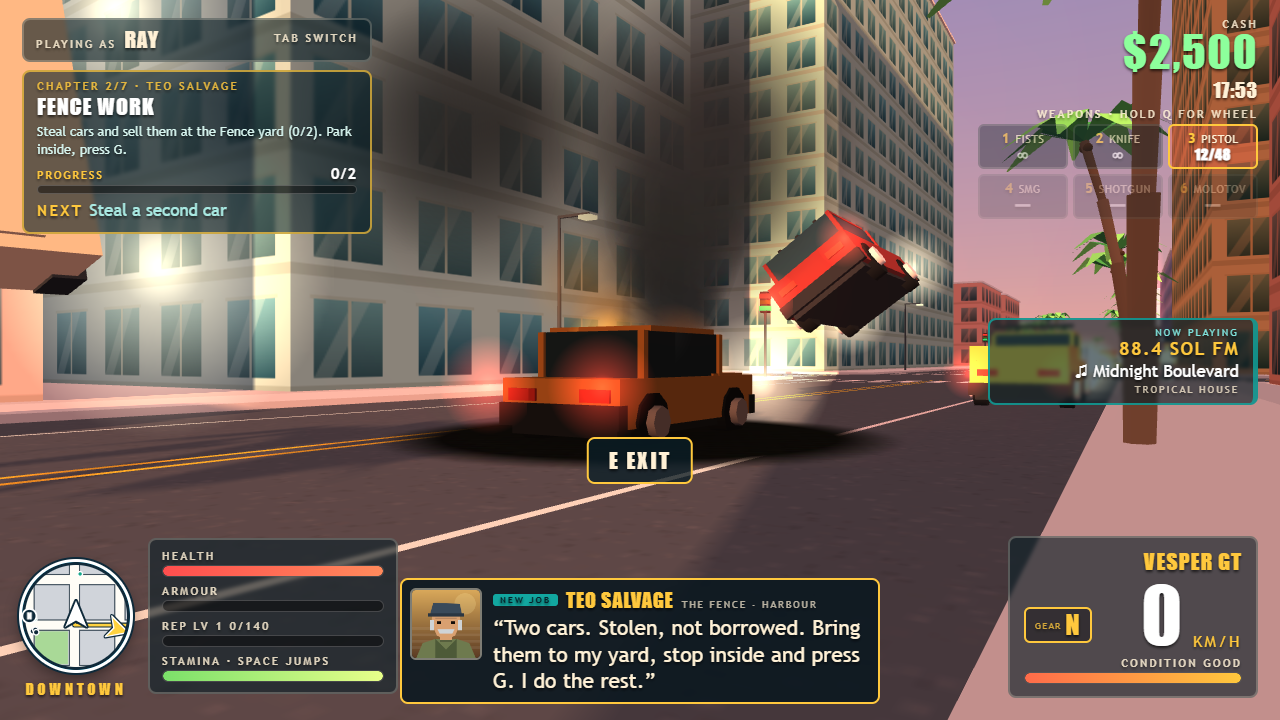 PLAYING AS RAY TAB SWITCH
CHAPTER 2/7 · TEO SALVAGE
FENCE WORK
Steal cars and sell them at the Fence yard (0/2). Park
inside, press G.
PROGRESS 0/2
NEXT Steal a second car
CASH
$2,500
17:53
WEAPONS · HOLD Q FOR WHEEL
1 FISTS
∞
2 KNIFE
∞
3 PISTOL
12/48
4 SMG
—
5 SHOTGUN
—
6 MOLOTOV
—
NOW PLAYING
88.4 SOL FM
♫ Midnight Boulevard
TROPICAL HOUSE
E EXIT
HEALTH
ARMOUR
REP LV 1 0/140
STAMINA · SPACE JUMPS
DOWNTOWN
NEW JOB TEO SALVAGE THE FENCE · HARBOUR
“Two cars. Stolen, not borrowed. Bring
them to my yard, stop inside and press
G. I do the rest.”
VESPER GT
GEAR N
0 KM/H
CONDITION GOOD